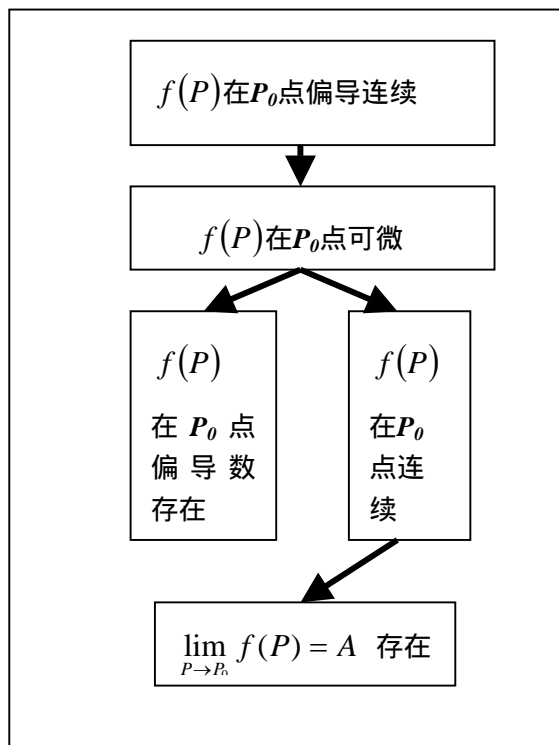 f(P)在P₀点偏导连续
f(P)在P₀点可微
f(P)
在 P₀ 点
偏 导 数
存在
f(P)
在P₀
点连
续
lim f(P) = A 存在
P→P₀